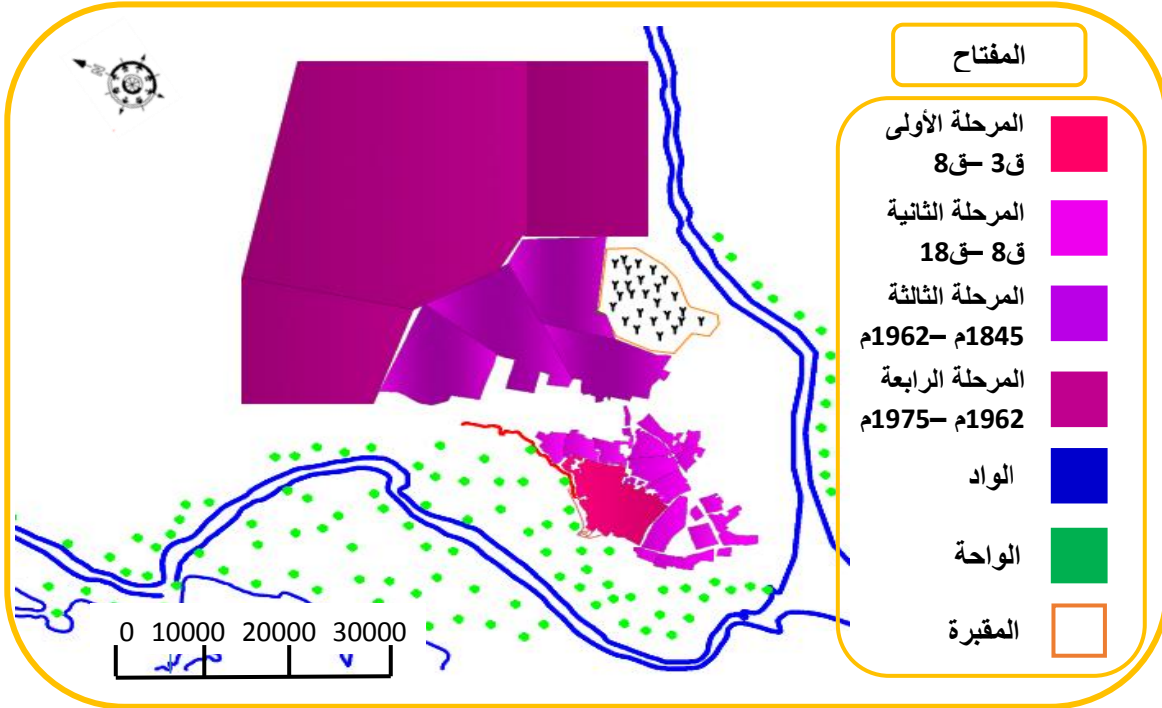 المفتاح
المرحلة الأولى
ق3 –ق8
المرحلة الثانية
ق8 –ق18
المرحلة الثالثة
1845م –1962م
المرحلة الرابعة
1962م –1975م
الواد
الواحة
المقبرة
N
0 10000 20000 30000